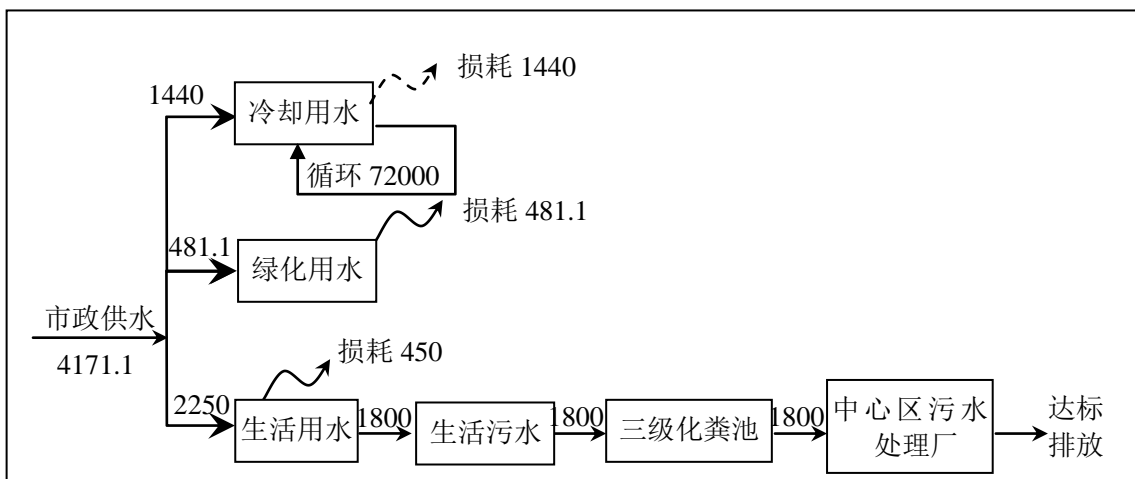 损耗 1440
1440
冷却用水
循环 72000
损耗 481.1
481.1
绿化用水
市政供水
4171.1
损耗 450
2250
生活用水
1800
生活污水
1800
三级化粪池
1800
中心区污水
处理厂
达标
排放